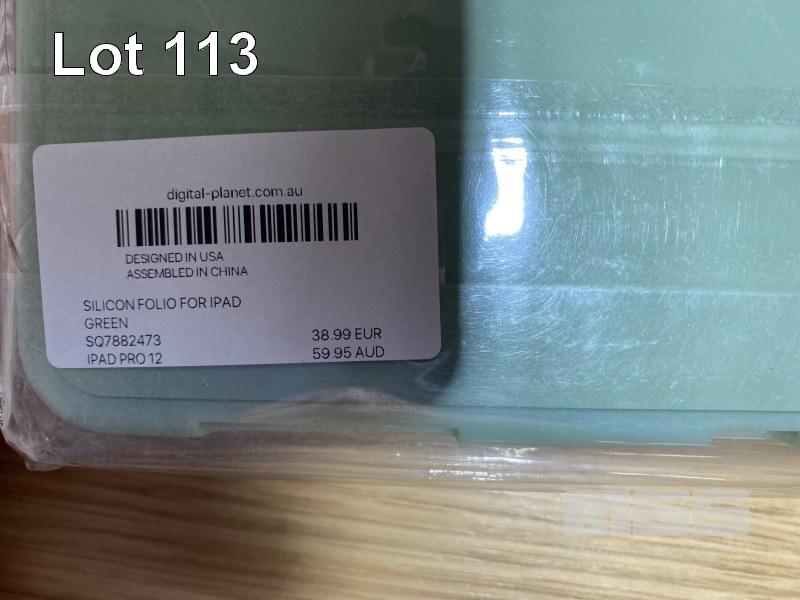 Lot 113
digital-planet.com.au
DESIGNED IN USA
ASSEMBLED IN CHINA
SILICON FOLIO FOR IPAD
GREEN
SQ7882473 38.99 EUR
IPAD PRO 12 59.95 AUD
MGS